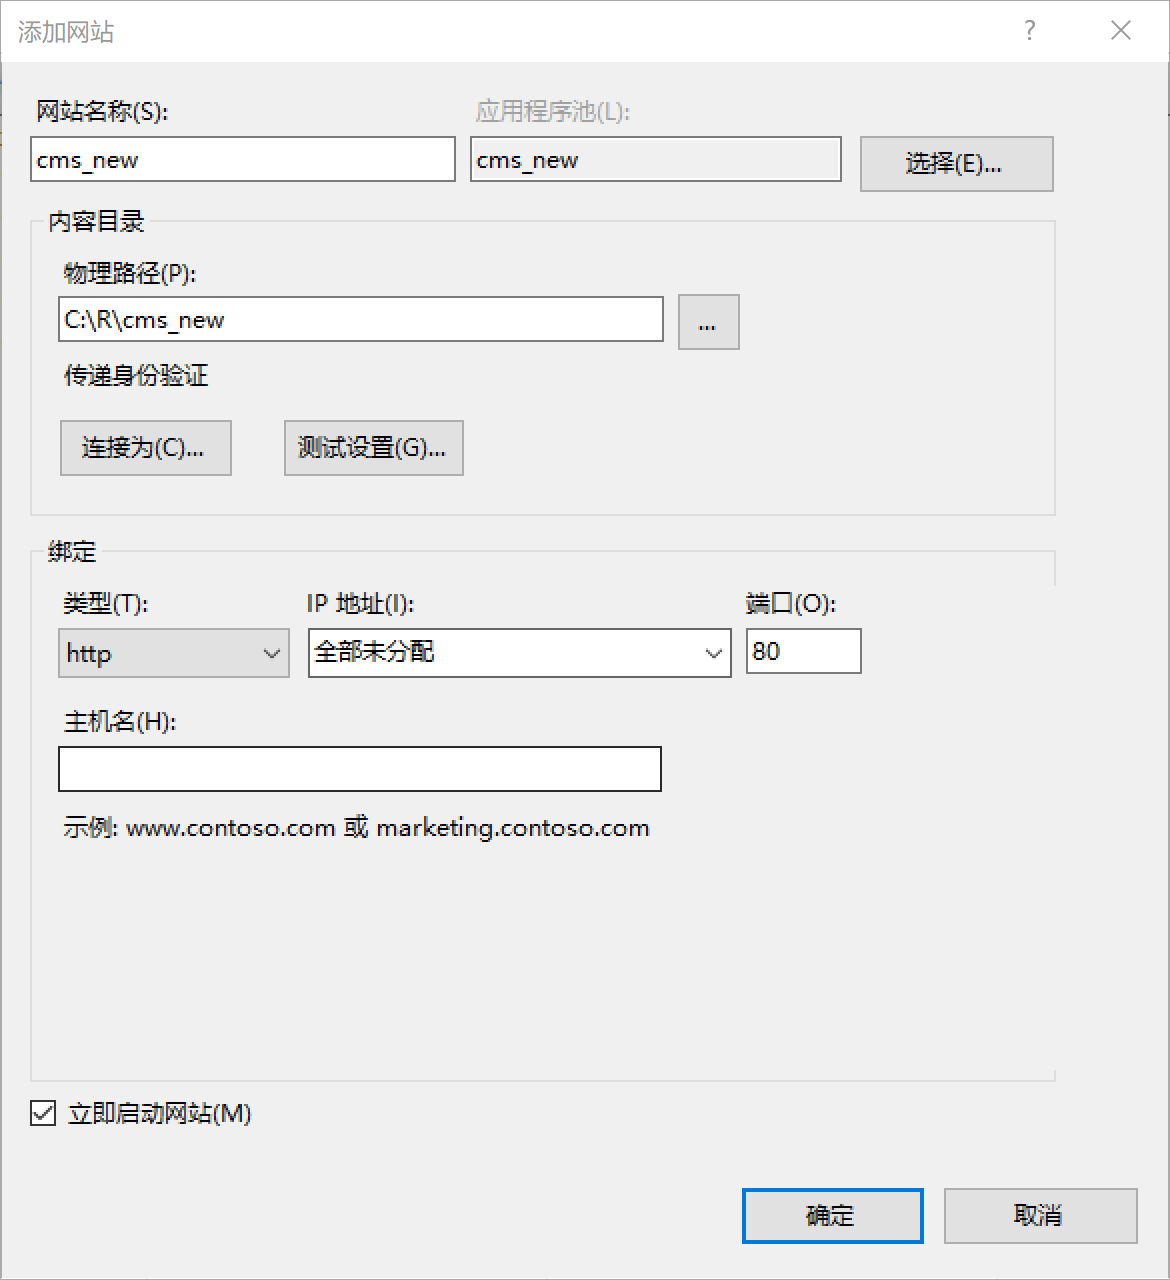 添加网站
?
网站名称(S):
应用程序池(L):
cms_new
cms_new
选择(E)...
内容目录
物理路径(P):
C:\R\cms_new
...
传递身份验证
连接为(C)...
测试设置(G)...
绑定
类型(T):
IP 地址(I):
端口(O):
http
全部未分配
80
主机名(H):
示例: www.contoso.com 或 marketing.contoso.com
立即启动网站(M)
确定
取消